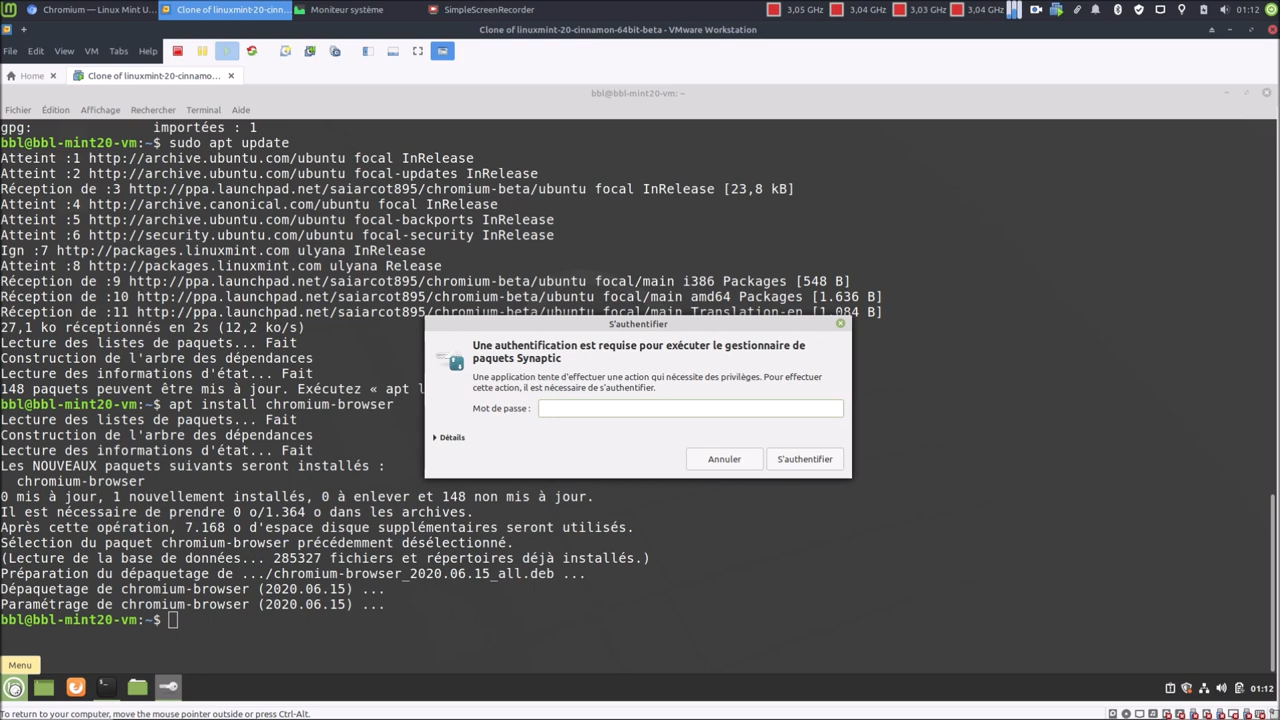 Chromium – Linux Mint U...
Clone of linuxmint-20-cinn...
Moniteur système
SimpleScreenRecorder
3,05 GHz
3,04 GHz
3,03 GHz
3,04 GHz
01:12
Clone of linuxmint-20-cinnamon-64bit-beta - VMware Workstation
File Edit View VM Tabs Help
Home
Clone of linuxmint-20-cinnamo...
bbl@bbl-mint20-vm: ~
Fichier Édition Affichage Rechercher Terminal Aide
gpg: importées : 1
bbl@bbl-mint20-vm:~$ sudo apt update
Atteint :1 http://archive.ubuntu.com/ubuntu focal InRelease
Atteint :2 http://archive.ubuntu.com/ubuntu focal-updates InRelease
Réception de :3 http://ppa.launchpad.net/saiarcot895/chromium-beta/ubuntu focal InRelease [23,8 kB]
Atteint :4 http://archive.canonical.com/ubuntu focal InRelease
Atteint :5 http://archive.ubuntu.com/ubuntu focal-backports InRelease
Atteint :6 http://security.ubuntu.com/ubuntu focal-security InRelease
Ign :7 http://packages.linuxmint.com ulyana InRelease
Atteint :8 http://packages.linuxmint.com ulyana Release
Réception de :9 http://ppa.launchpad.net/saiarcot895/chromium-beta/ubuntu focal/main i386 Packages [548 B]
Réception de :10 http://ppa.launchpad.net/saiarcot895/chromium-beta/ubuntu focal/main amd64 Packages [1.636 B]
Réception de :11 http://ppa.launchpad.net/saiarcot895/chromium-beta/ubuntu focal/main Translation-en [1.084 B]
27,1 ko réceptionnés en 2s (12,2 ko/s)
Lecture des listes de paquets... Fait
Construction de l'arbre des dépendances
Lecture des informations d'état... Fait
148 paquets peuvent être mis à jour. Exécutez « apt l
bbl@bbl-mint20-vm:~$ apt install chromium-browser
Lecture des listes de paquets... Fait
Construction de l'arbre des dépendances
Lecture des informations d'état... Fait
Les NOUVEAUX paquets suivants seront installés :
chromium-browser
0 mis à jour, 1 nouvellement installés, 0 à enlever et 148 non mis à jour.
Il est nécessaire de prendre 0 o/1.364 o dans les archives.
Après cette opération, 7.168 o d'espace disque supplémentaires seront utilisés.
Sélection du paquet chromium-browser précédemment désélectionné.
(Lecture de la base de données... 285327 fichiers et répertoires déjà installés.)
Préparation du dépaquetage de .../chromium-browser_2020.06.15_all.deb ...
Dépaquetage de chromium-browser (2020.06.15) ...
Paramétrage de chromium-browser (2020.06.15) ...
bbl@bbl-mint20-vm:~$
S'authentifier
Une authentification est requise pour exécuter le gestionnaire de
paquets Synaptic
Une application tente d'effectuer une action qui nécessite des privilèges. Pour effectuer
cette action, il est nécessaire de s'authentifier.
Mot de passe :
Détails
Annuler
S'authentifier
Menu
01:12
To return to your computer, move the mouse pointer outside or press Ctrl-Alt.